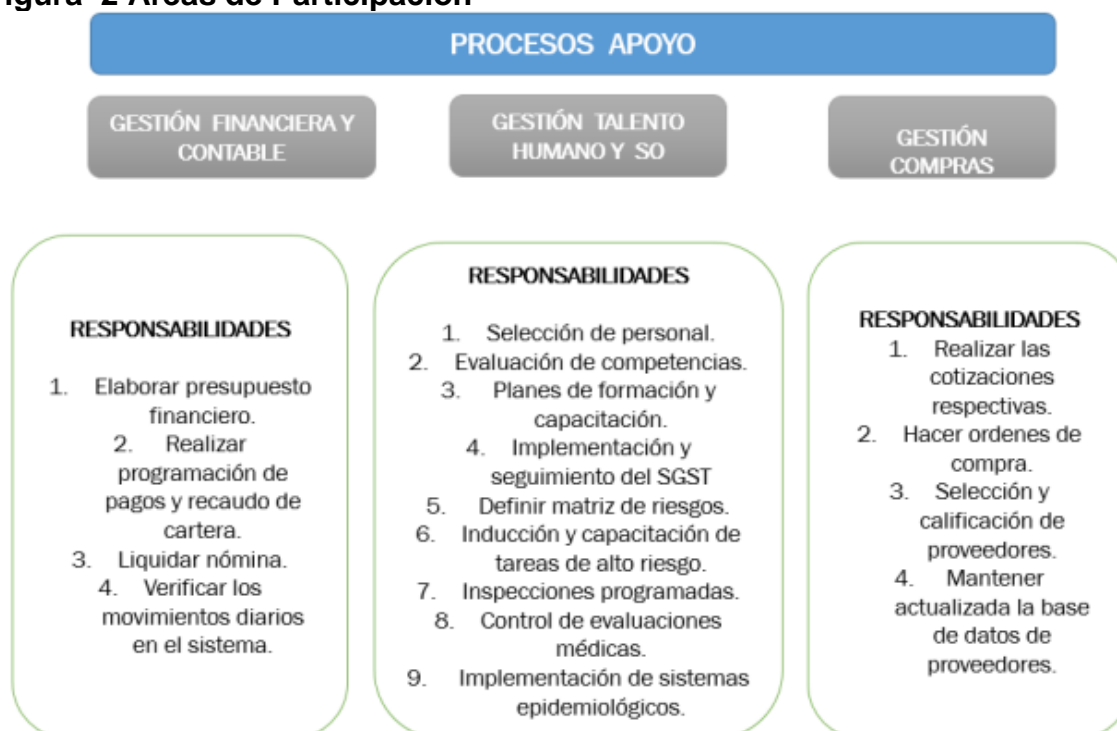 igura 2 Áreas de Participación
PROCESOS APOYO
GESTIÓN FINANCIERA Y
CONTABLE
GESTIÓN TALENTO
HUMANO Y SO
GESTIÓN
COMPRAS
RESPONSABILIDADES
1. Elaborar presupuesto
financiero.
2. Realizar
programación de
pagos y recaudo de
cartera.
3. Liquidar nómina.
4. Verificar los
movimientos diarios
en el sistema.
RESPONSABILIDADES
1. Selección de personal.
2. Evaluación de competencias.
3. Planes de formación y
capacitación.
4. Implementación y
seguimiento del SGST
5. Definir matriz de riesgos.
6. Inducción y capacitación de
tareas de alto riesgo.
7. Inspecciones programadas.
8. Control de evaluaciones
médicas.
9. Implementación de sistemas
epidemiológicos.
RESPONSABILIDADES
1. Realizar las
cotizaciones
respectivas.
2. Hacer ordenes de
compra.
3. Selección y
calificación de
proveedores.
4. Mantener
actualizada la base
de datos de
proveedores.